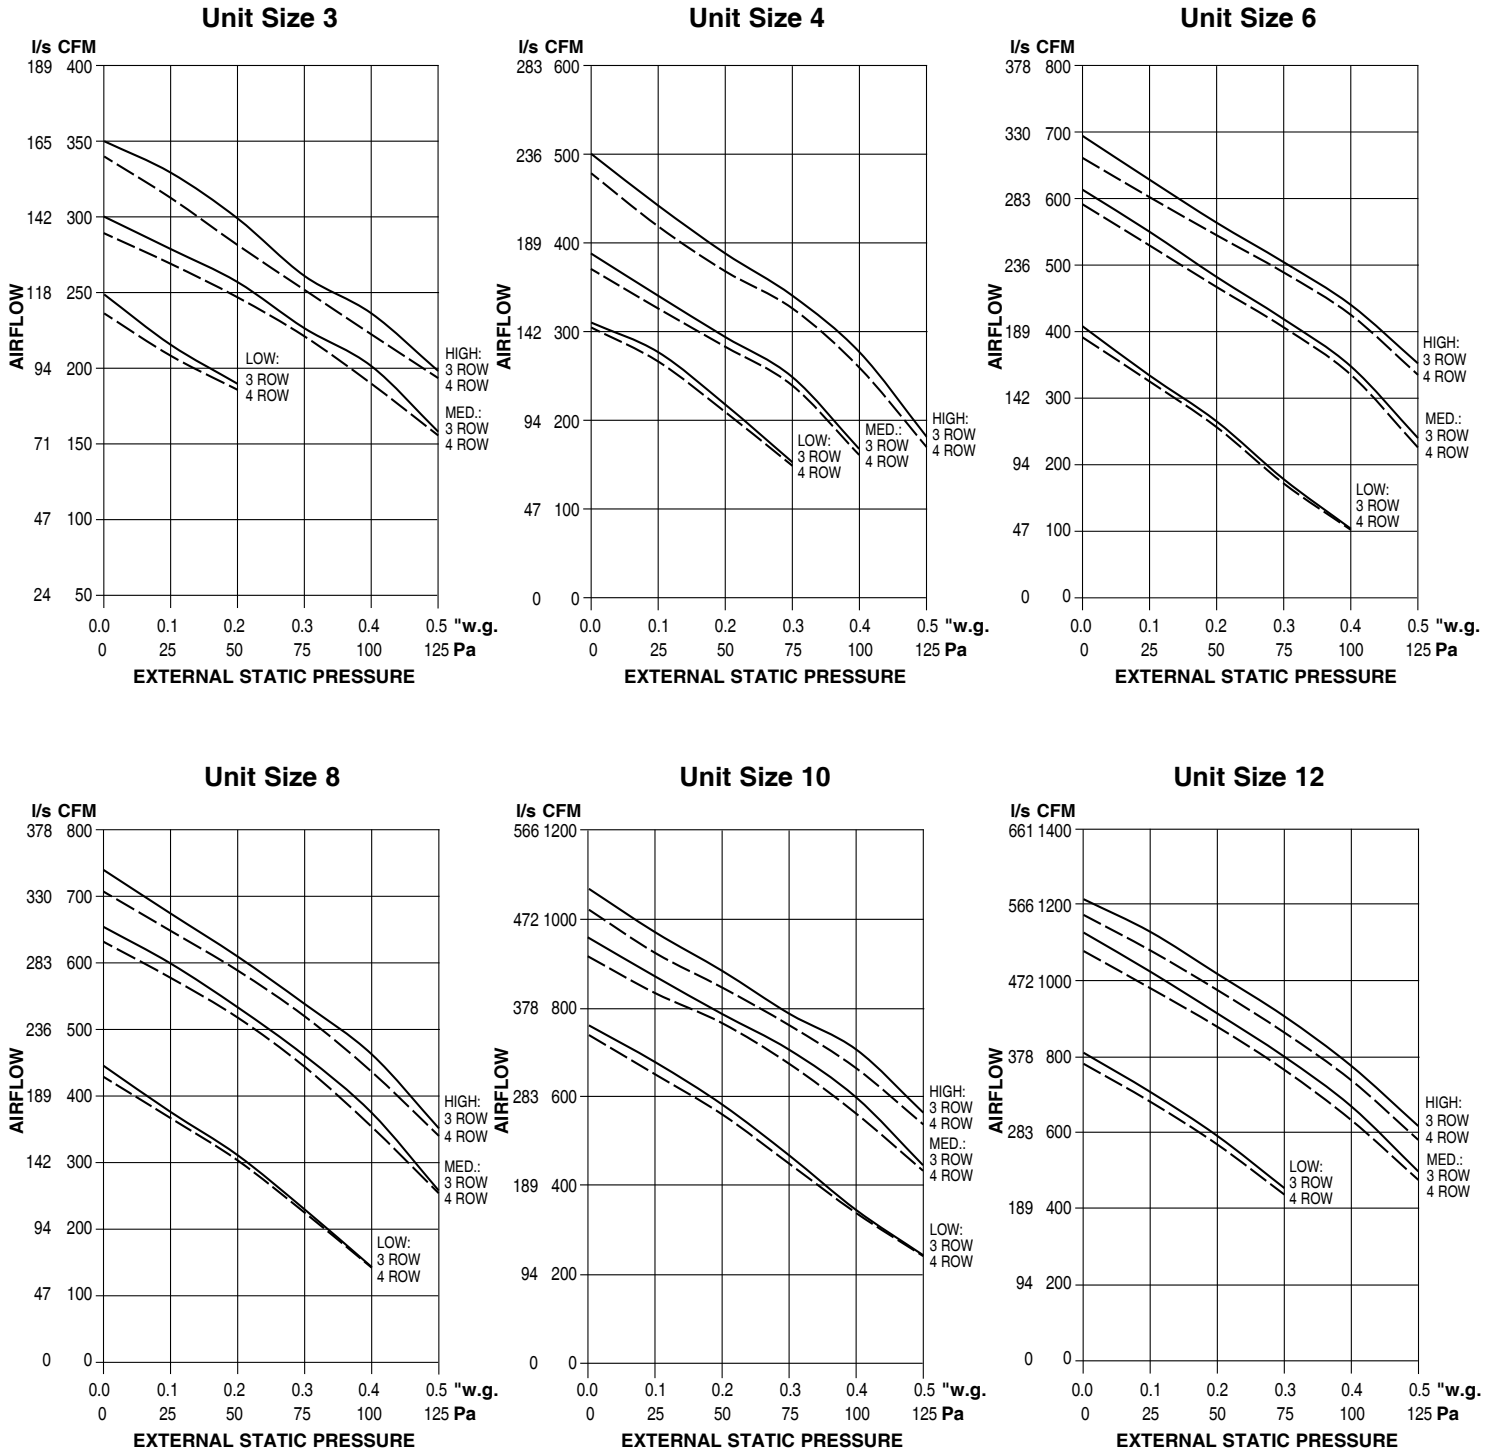 Unit Size 3
l/s CFM
189 400
165 350
142 300
118 250
94 200
71 150
47 100
24 50
AIRFLOW
LOW:
3 ROW
4 ROW
HIGH:
3 ROW
4 ROW
MED.:
3 ROW
4 ROW
0.0 0.1 0.2 0.3 0.4 0.5 "w.g.
0 25 50 75 100 125 Pa
EXTERNAL STATIC PRESSURE
Unit Size 4
l/s CFM
283 600
236 500
189 400
142 300
94 200
47 100
0 0
AIRFLOW
LOW:
3 ROW
4 ROW
MED.:
3 ROW
4 ROW
HIGH:
3 ROW
4 ROW
0.0 0.1 0.2 0.3 0.4 0.5 "w.g.
0 25 50 75 100 125 Pa
EXTERNAL STATIC PRESSURE
Unit Size 6
l/s CFM
378 800
330 700
283 600
236 500
189 400
142 300
94 200
47 100
0 0
AIRFLOW
HIGH:
3 ROW
4 ROW
MED.:
3 ROW
4 ROW
LOW:
3 ROW
4 ROW
0.0 0.1 0.2 0.3 0.4 0.5 "w.g.
0 25 50 75 100 125 Pa
EXTERNAL STATIC PRESSURE
Unit Size 8
l/s CFM
378 800
330 700
283 600
236 500
189 400
142 300
94 200
47 100
0 0
AIRFLOW
HIGH:
3 ROW
4 ROW
MED.:
3 ROW
4 ROW
LOW:
3 ROW
4 ROW
0.0 0.1 0.2 0.3 0.4 0.5 "w.g.
0 25 50 75 100 125 Pa
EXTERNAL STATIC PRESSURE
Unit Size 10
l/s CFM
566 1200
472 1000
378 800
283 600
189 400
94 200
0 0
AIRFLOW
HIGH:
3 ROW
4 ROW
MED.:
3 ROW
4 ROW
LOW:
3 ROW
4 ROW
0.0 0.1 0.2 0.3 0.4 0.5 "w.g.
0 25 50 75 100 125 Pa
EXTERNAL STATIC PRESSURE
Unit Size 12
l/s CFM
661 1400
566 1200
472 1000
378 800
283 600
189 400
94 200
0 0
AIRFLOW
HIGH:
3 ROW
4 ROW
MED.:
3 ROW
4 ROW
LOW:
3 ROW
4 ROW
0.0 0.1 0.2 0.3 0.4 0.5 "w.g.
0 25 50 75 100 125 Pa
EXTERNAL STATIC PRESSURE